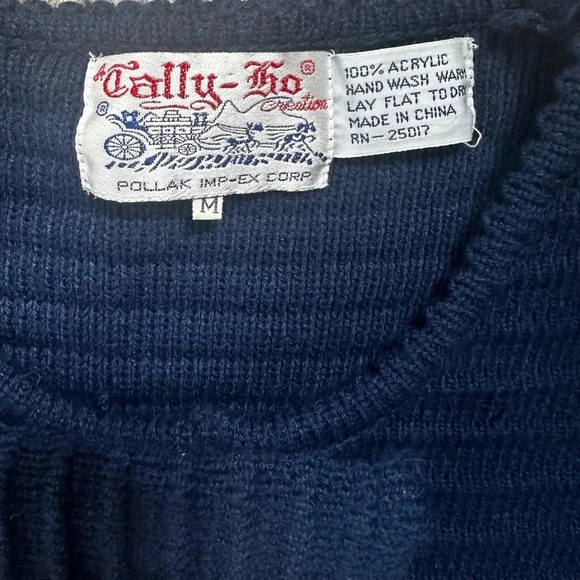 A
Tally-Ho®
Creation
®
POLLAK IMP-EX CORP.
M
100% ACRYLIC
HAND WASH WARM
LAY FLAT TO DRY
MADE IN CHINA
RN-25017